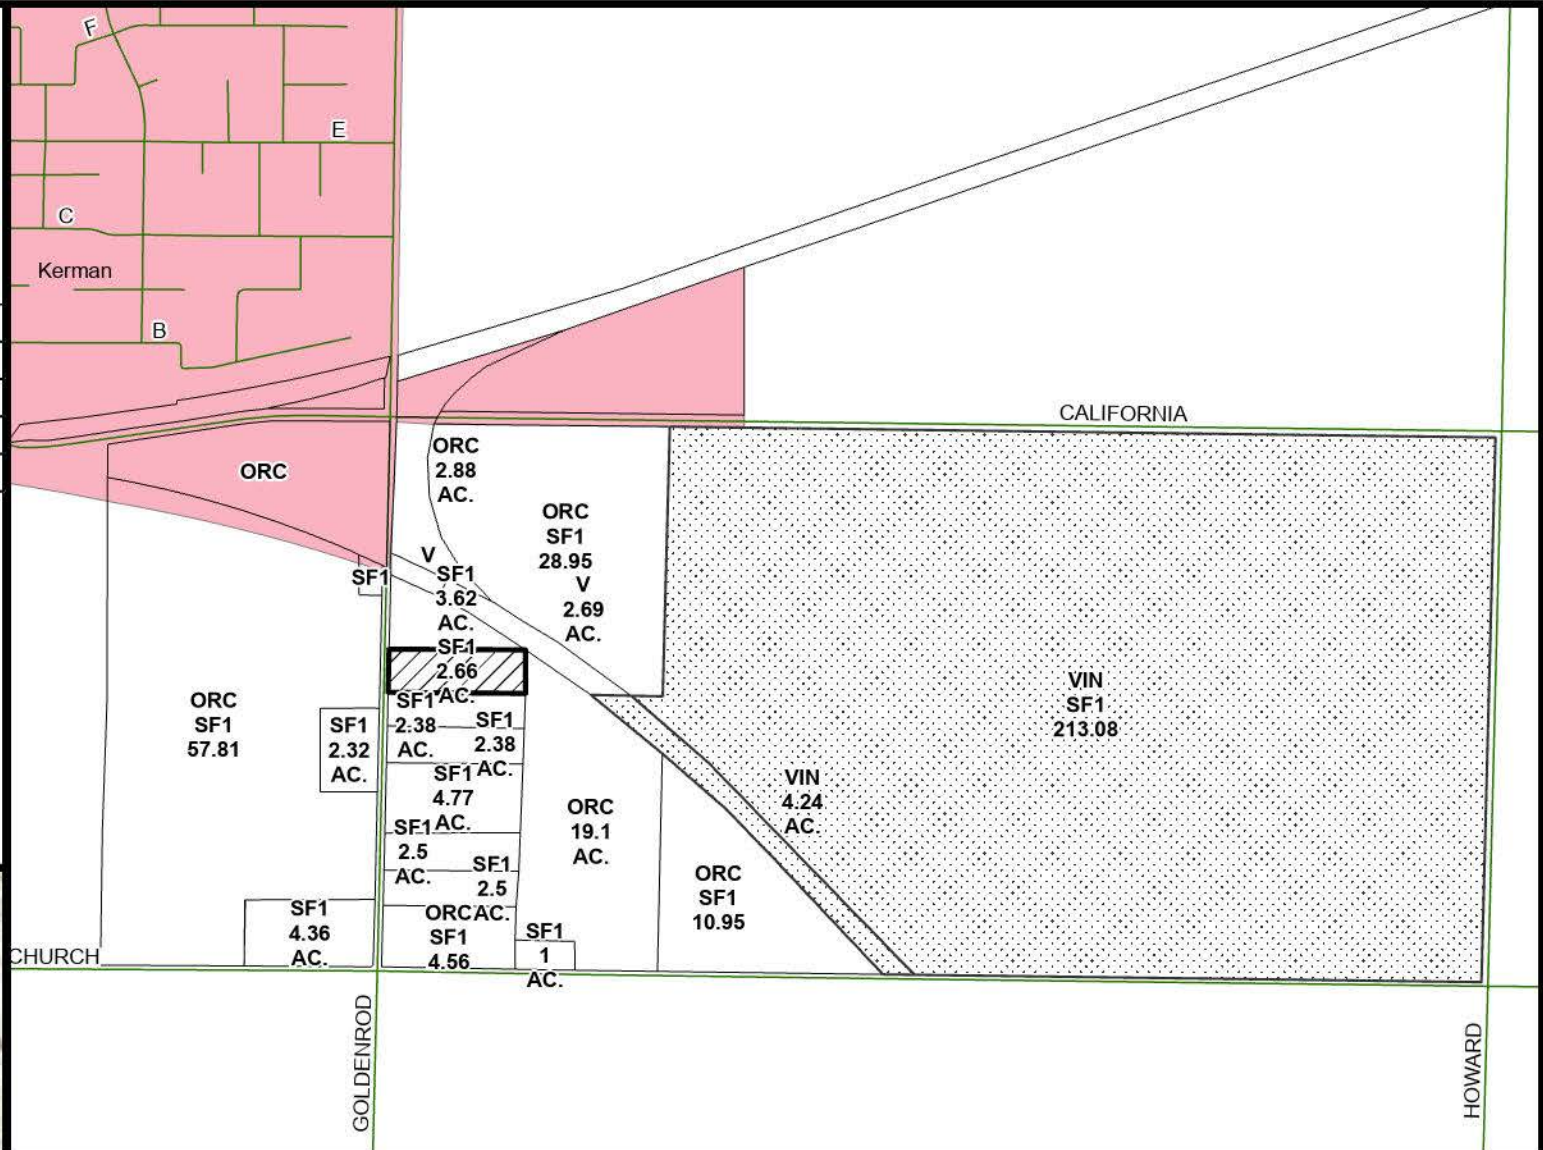 F
E
C
Kerman
B
CALIFORNIA
ORC
ORC
2.88
AC.
ORC
SF1
28.95
V
2.69
AC.
V
SF1
3.62
AC.
SF1
SF1
2.66
AC.
ORC
SF1
57.81
SF1
2.32
AC.
SF1
2.38
AC.
SF1
2.38
AC.
SF1
4.77
AC.
SF1
2.5
AC.
SF1
2.5
AC.
ORC
SF1
4.56
SF1
1
AC.
SF1
4.36
AC.
ORC
19.1
AC.
ORC
SF1
10.95
VIN
4.24
AC.
VIN
SF1
213.08
CHURCH
GOLDENROD
HOWARD